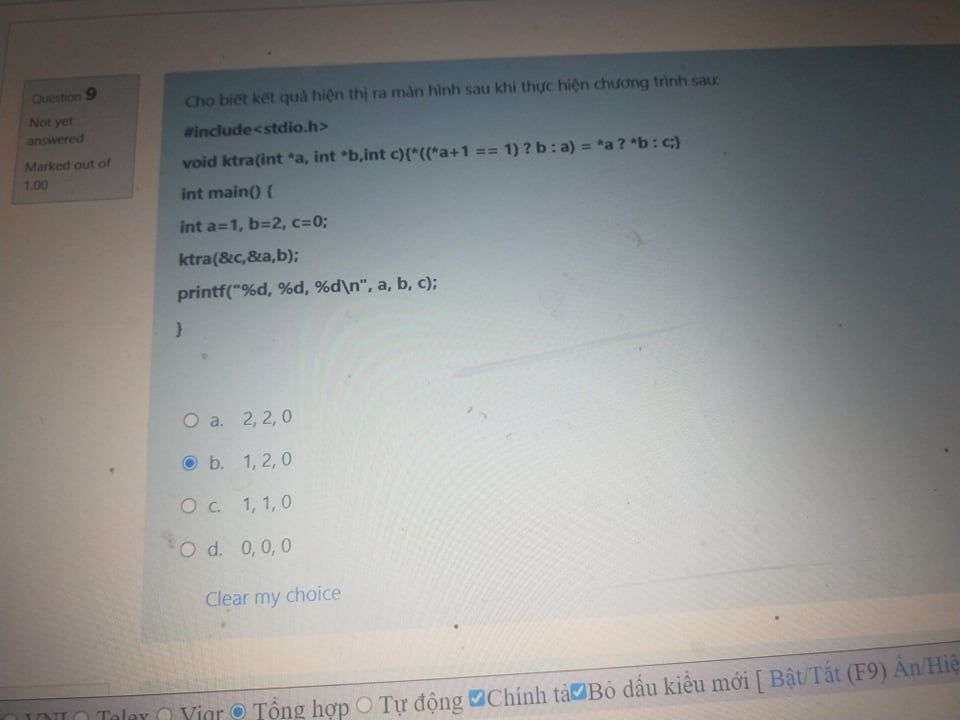 Question 9
Not yet
answered
Marked out of
1.00
Cho biết kết quả hiện thị ra màn hình sau khi thực hiện chương trình sau:
#include<stdio.h>
void ktra(int *a, int *b,int c){*((*a+1 == 1) ? b : a) = *a ? *b : c;}
int main() {
int a=1, b=2, c=0;
ktra(&c,&a,b);
printf("%d, %d, %d\n", a, b, c);
}
a. 2, 2, 0
b. 1, 2, 0
c. 1, 1, 0
d. 0, 0, 0
Clear my choice
VNI Telex Viqr Tổng hợp Tự động Chính tả Bỏ dấu kiểu mới [ Bật/Tắt (F9) Ẩn/Hiệ